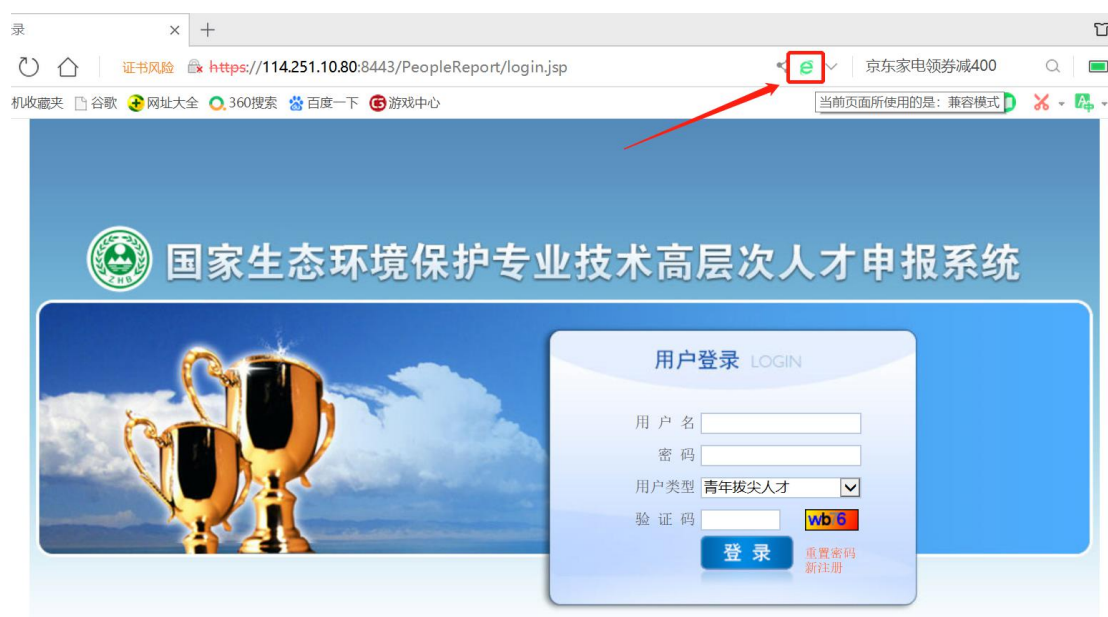 录
证书风险 https://114.251.10.80:8443/PeopleReport/login.jsp
京东家电领券减400
机收藏夹 谷歌 网址大全 360搜索 百度一下 游戏中心
当前页面所使用的是：兼容模式
ZHB
国家生态环境保护专业技术高层次人才申报系统
用户登录 LOGIN
用 户 名
密 码
用户类型 青年拔尖人才
验 证 码
登 录
重置密码
新注册